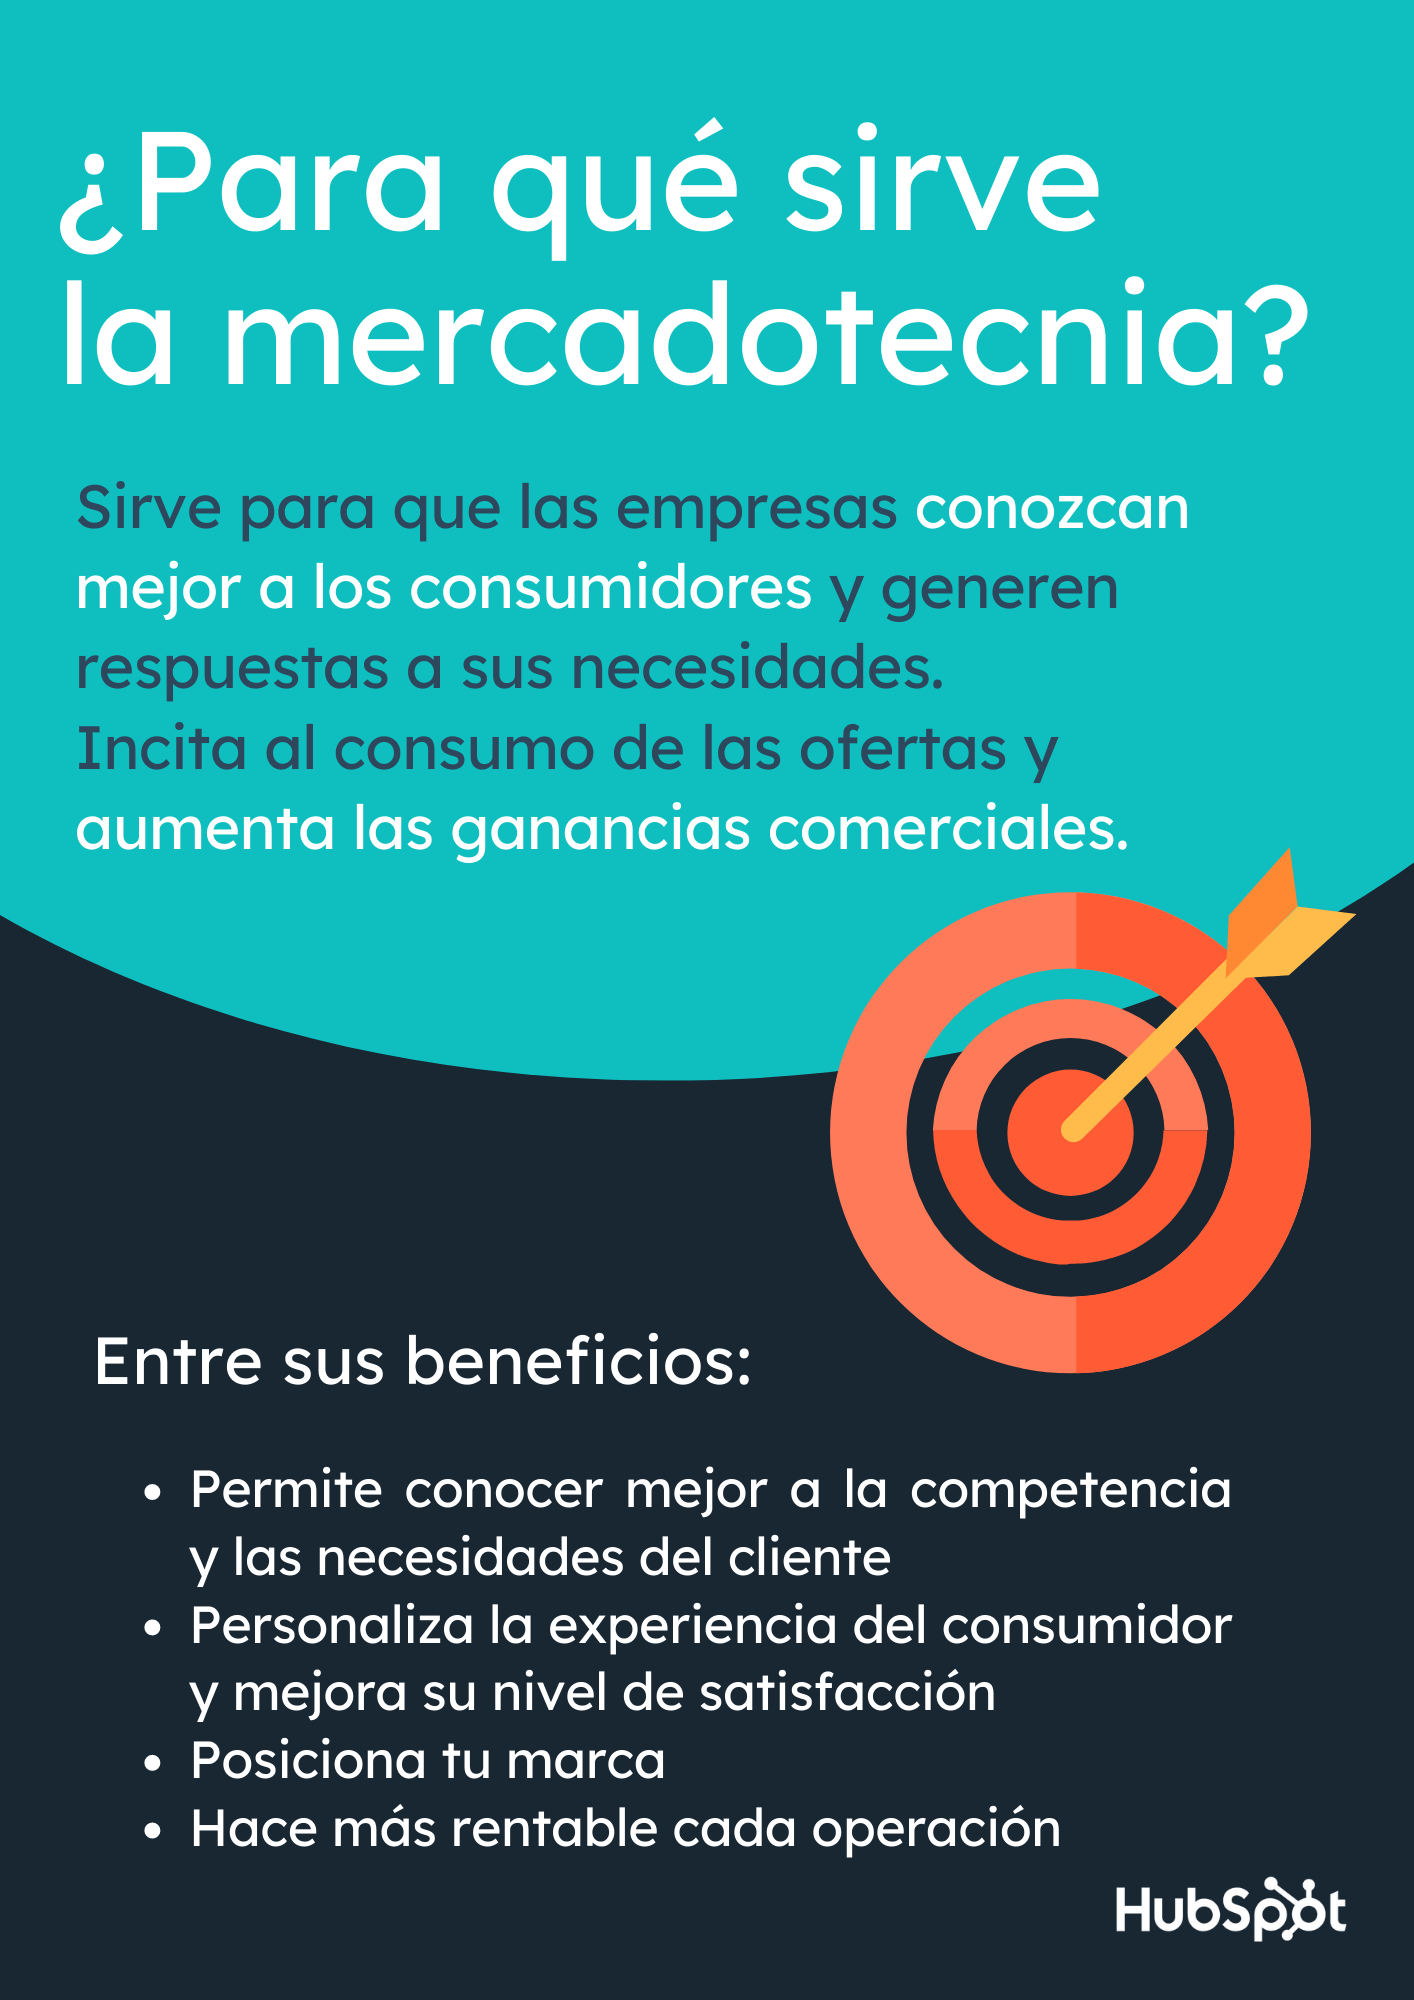 ¿Para qué sirve
la mercadotecnia?
Sirve para que las empresas conozcan
mejor a los consumidores y generen
respuestas a sus necesidades.
Incita al consumo de las ofertas y
aumenta las ganancias comerciales.
Entre sus beneficios:
• Permite conocer mejor a la competencia
y las necesidades del cliente
• Personaliza la experiencia del consumidor
y mejora su nivel de satisfacción
• Posiciona tu marca
• Hace más rentable cada operación
HubSpot